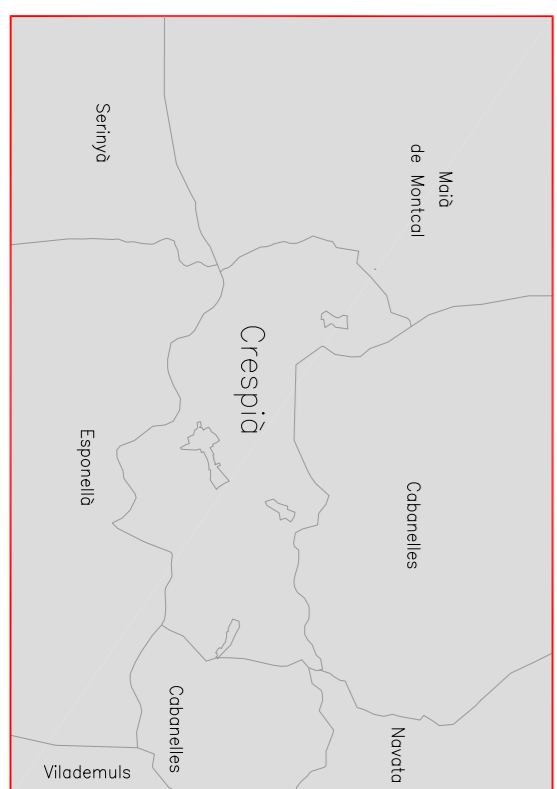 Serinyà
Maià
de Montcal
Crespià
Esponellà
Cabanelles
Cabanelles
Navata
Vilademuls